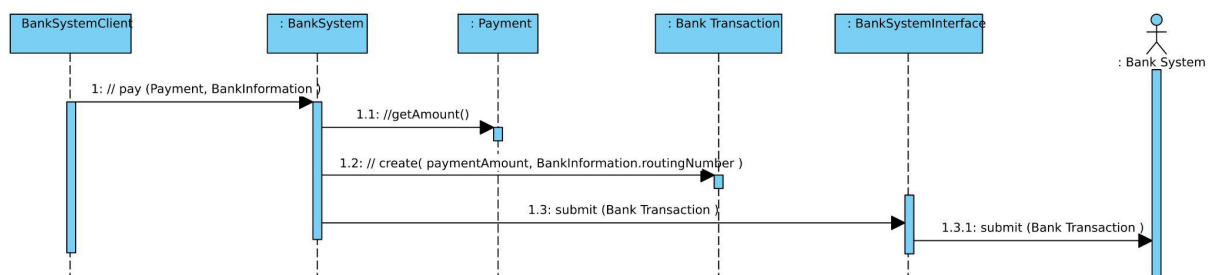 BankSystemClient
: BankSystem
: Payment
: Bank Transaction
: BankSystemInterface
: Bank System
1: // pay (Payment, BankInformation )
1.1: //getAmount()
1.2: // create( paymentAmount, BankInformation.routingNumber )
1.3: submit (Bank Transaction )
1.3.1: submit (Bank Transaction )